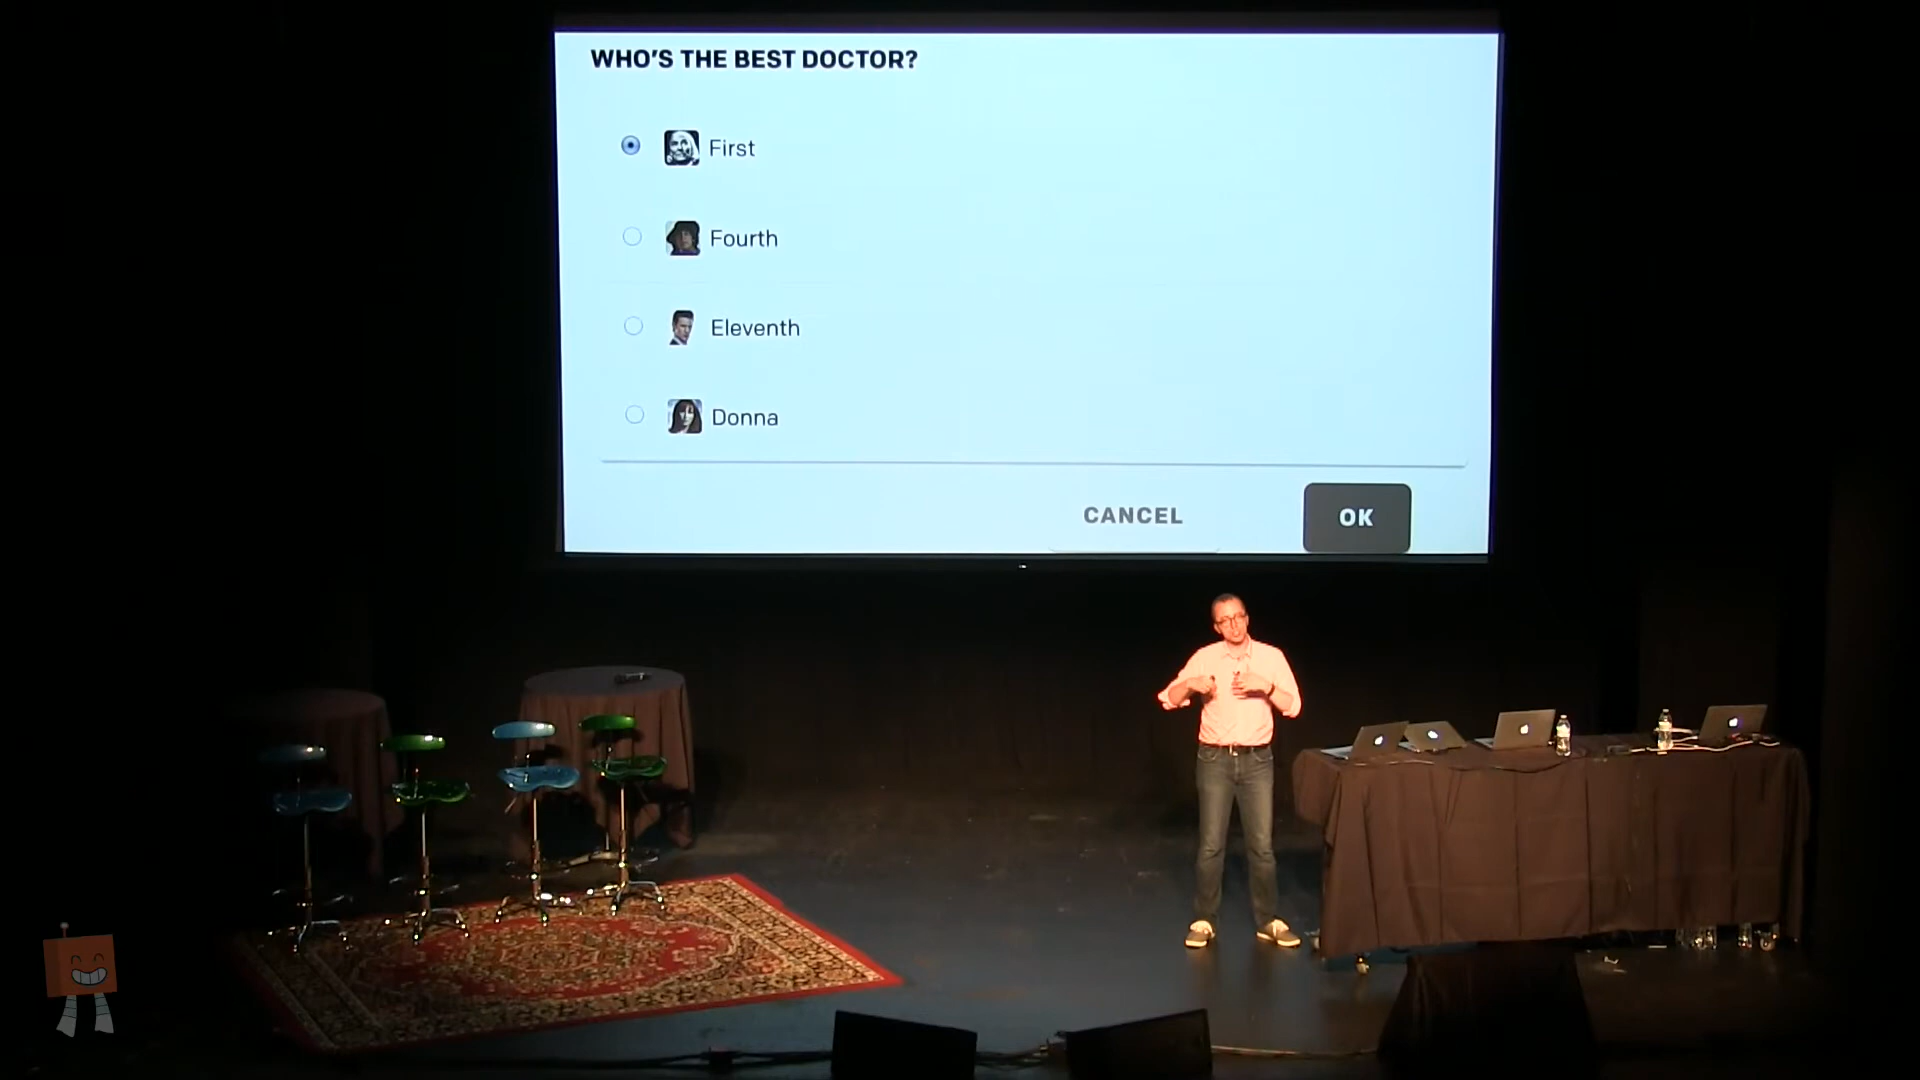 WHO'S THE BEST DOCTOR?
First
Fourth
Eleventh
Donna
CANCEL
OK